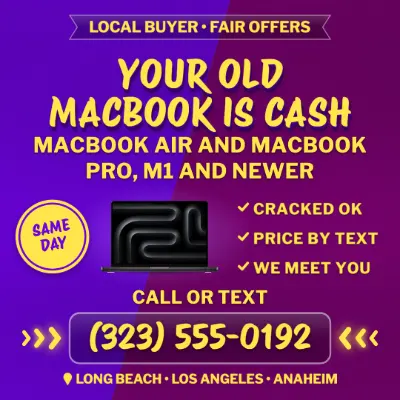 LOCAL BUYER • FAIR OFFERS
YOUR OLD
MACBOOK IS CASH
MACBOOK AIR AND MACBOOK
PRO, M1 AND NEWER
SAME
DAY
CRACKED OK
PRICE BY TEXT
WE MEET YOU
CALL OR TEXT
(323) 555-0192
LONG BEACH • LOS ANGELES • ANAHEIM